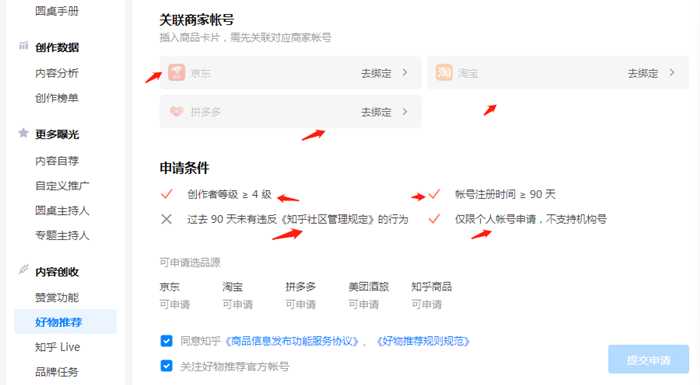 圆桌手册
创作数据
内容分析
创作榜单
更多曝光
内容自荐
自定义推广
圆桌主持人
专题主持人
内容创收
赞赏功能
好物推荐
知乎 Live
品牌任务
关联商家帐号
插入商品卡片，需先关联对应商家帐号
京东 去绑定
淘 淘宝 去绑定
拼多多 去绑定
申请条件
创作者等级 ≥ 4 级
帐号注册时间 ≥ 90 天
过去 90 天未有违反《知乎社区管理规定》的行为
仅限个人帐号申请，不支持机构号
可申请选品源
京东 淘宝 拼多多 美团酒旅 知乎商品
可申请 可申请 可申请 可申请 可申请
同意知乎《商品信息发布功能服务协议》、《好物推荐规则规范》
关注好物推荐官方帐号
提交申请